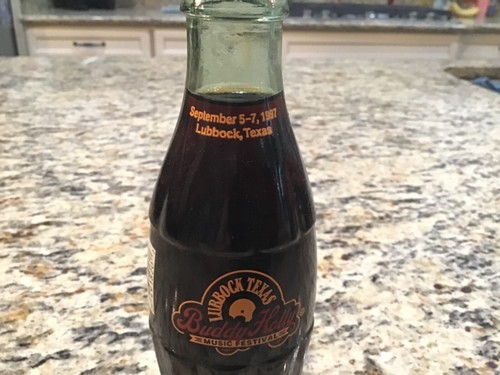 September 5-7, 1997
Lubbock, Texas
LUBBOCK TEXAS
Buddy Holly
MUSIC FESTIVAL